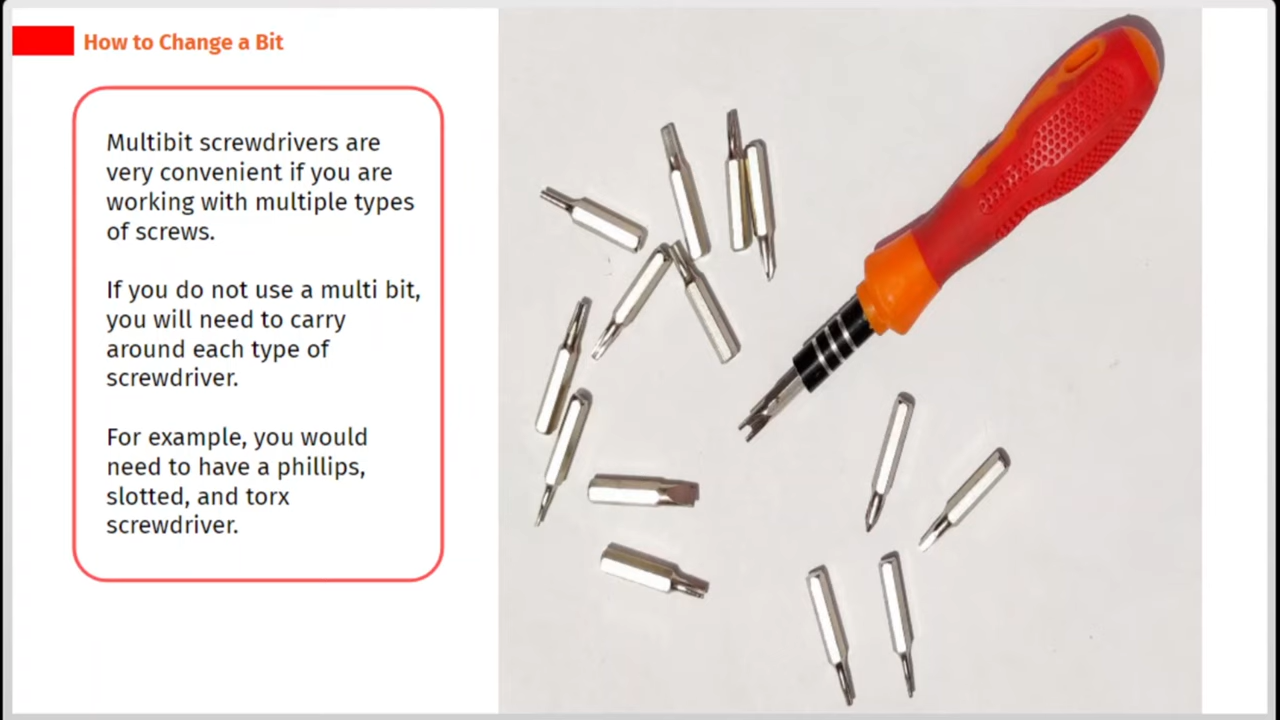 How to Change a Bit
Multibit screwdrivers are
very convenient if you are
working with multiple types
of screws.
If you do not use a multi bit,
you will need to carry
around each type of
screwdriver.
For example, you would
need to have a phillips,
slotted, and torx
screwdriver.